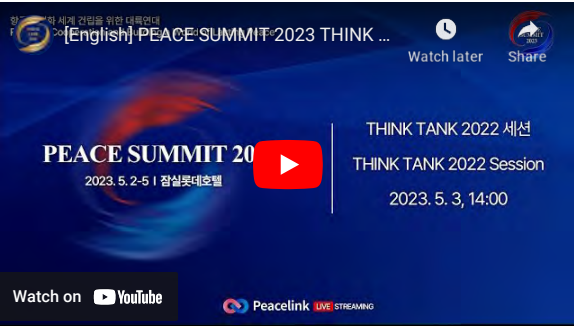 [English] PEACE SUMMIT 2023 THINK ...
Watch later
Share
PEACE SUMMIT 20
2023. 5. 2-5 I 잠실롯데호텔
THINK TANK 2022 세션
THINK TANK 2022 Session
2023. 5. 3, 14:00
Watch on YouTube
Peacelink LIVE STREAMING